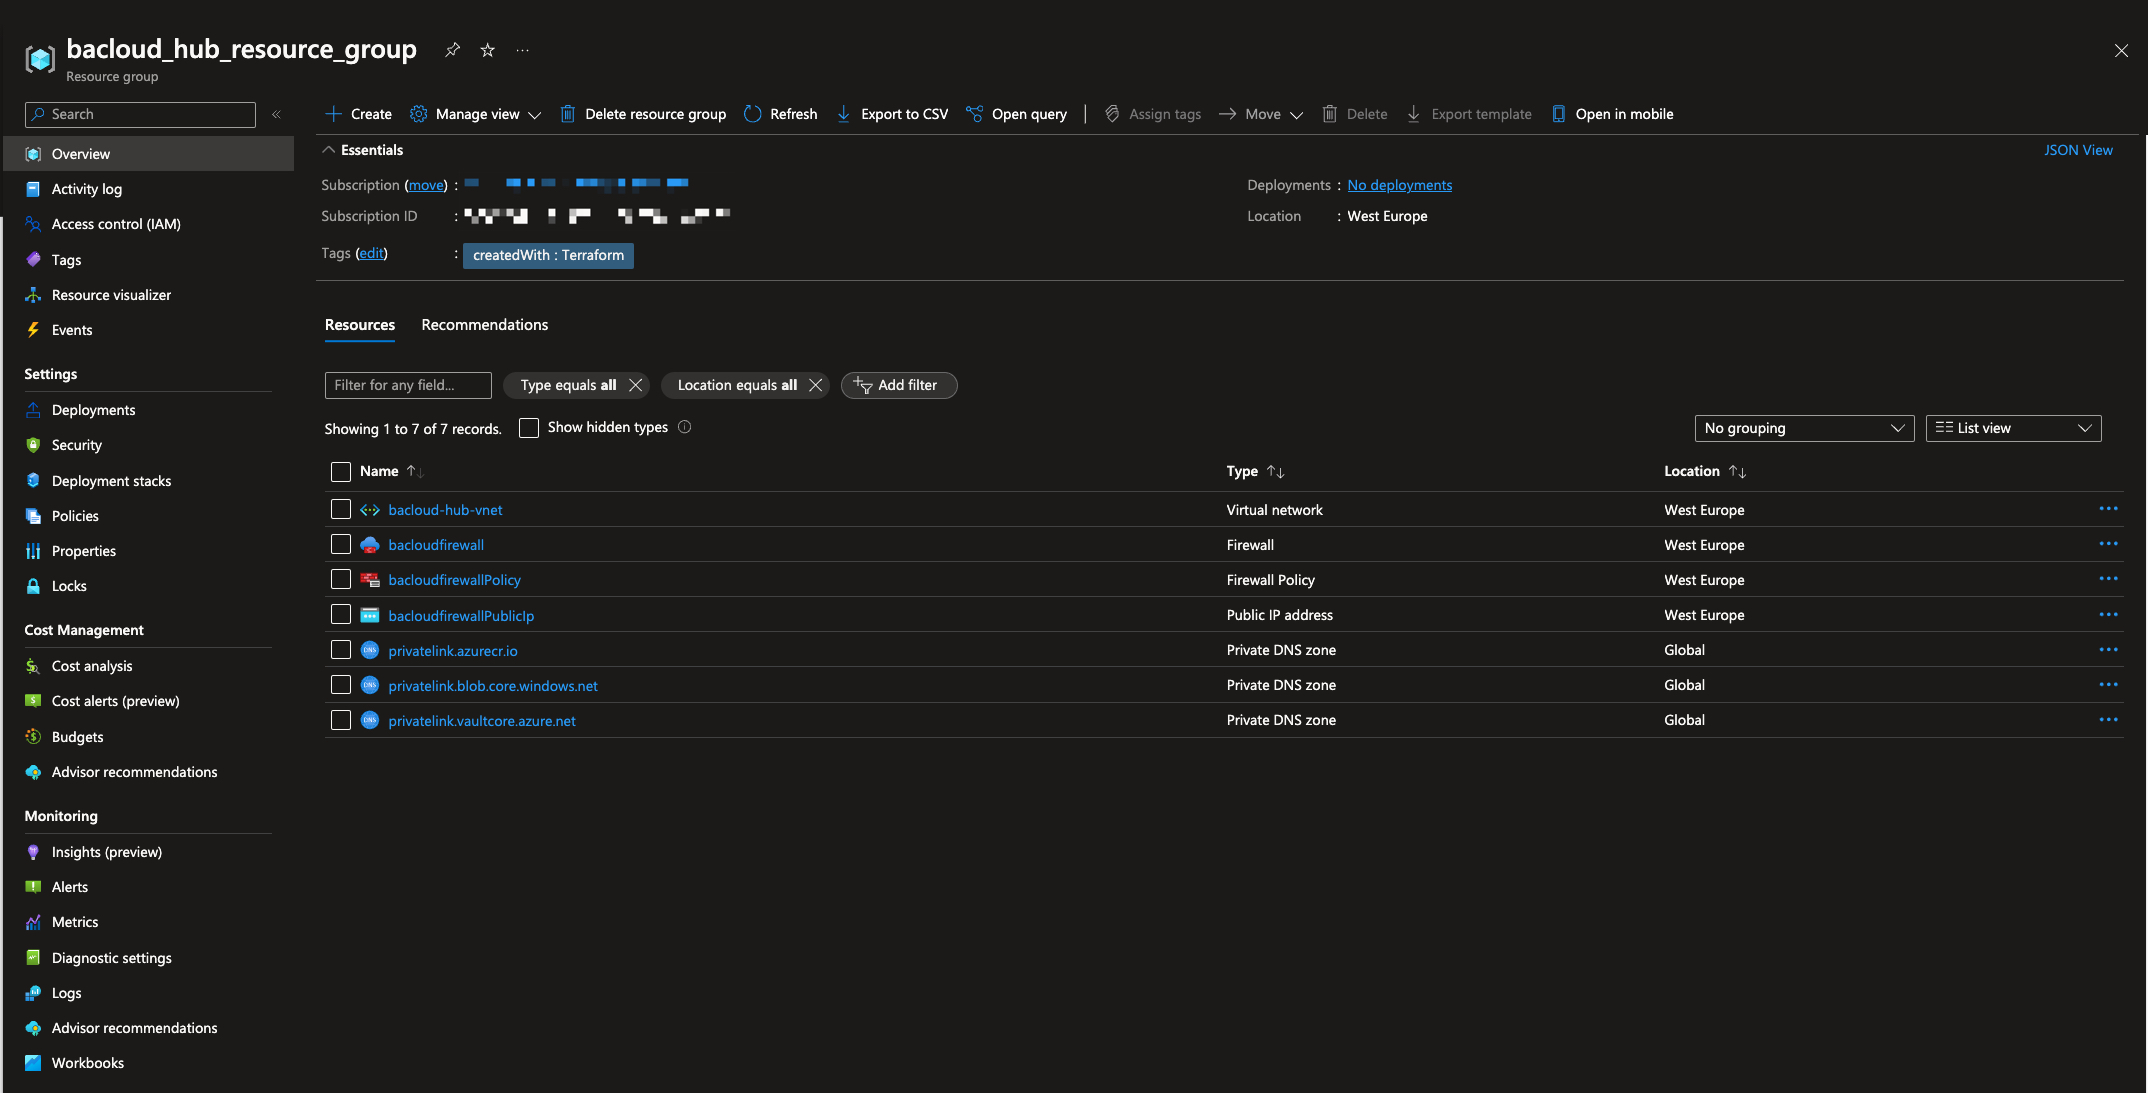 bacloud_hub_resource_group
Resource group
Search
Create
Manage view
Delete resource group
Refresh
Export to CSV
Open query
Assign tags
Move
Delete
Export template
Open in mobile
Overview
Activity log
Access control (IAM)
Tags
Resource visualizer
Events
Settings
Deployments
Security
Deployment stacks
Policies
Properties
Locks
Cost Management
Cost analysis
Cost alerts (preview)
Budgets
Advisor recommendations
Monitoring
Insights (preview)
Alerts
Metrics
Diagnostic settings
Logs
Advisor recommendations
Workbooks
Essentials
JSON View
Subscription (move) :
Deployments : No deployments
Subscription ID :
Location : West Europe
Tags (edit) : createdWith : Terraform
Resources Recommendations
Filter for any field...
Type equals all
Location equals all
Add filter
Showing 1 to 7 of 7 records.
Show hidden types
No grouping
List view
Name Type Location
bacloud-hub-vnet Virtual network West Europe
bacloudfirewall Firewall West Europe
bacloudfirewallPolicy Firewall Policy West Europe
bacloudfirewallPublicIp Public IP address West Europe
privatelink.azurecr.io Private DNS zone Global
privatelink.blob.core.windows.net Private DNS zone Global
privatelink.vaultcore.azure.net Private DNS zone Global